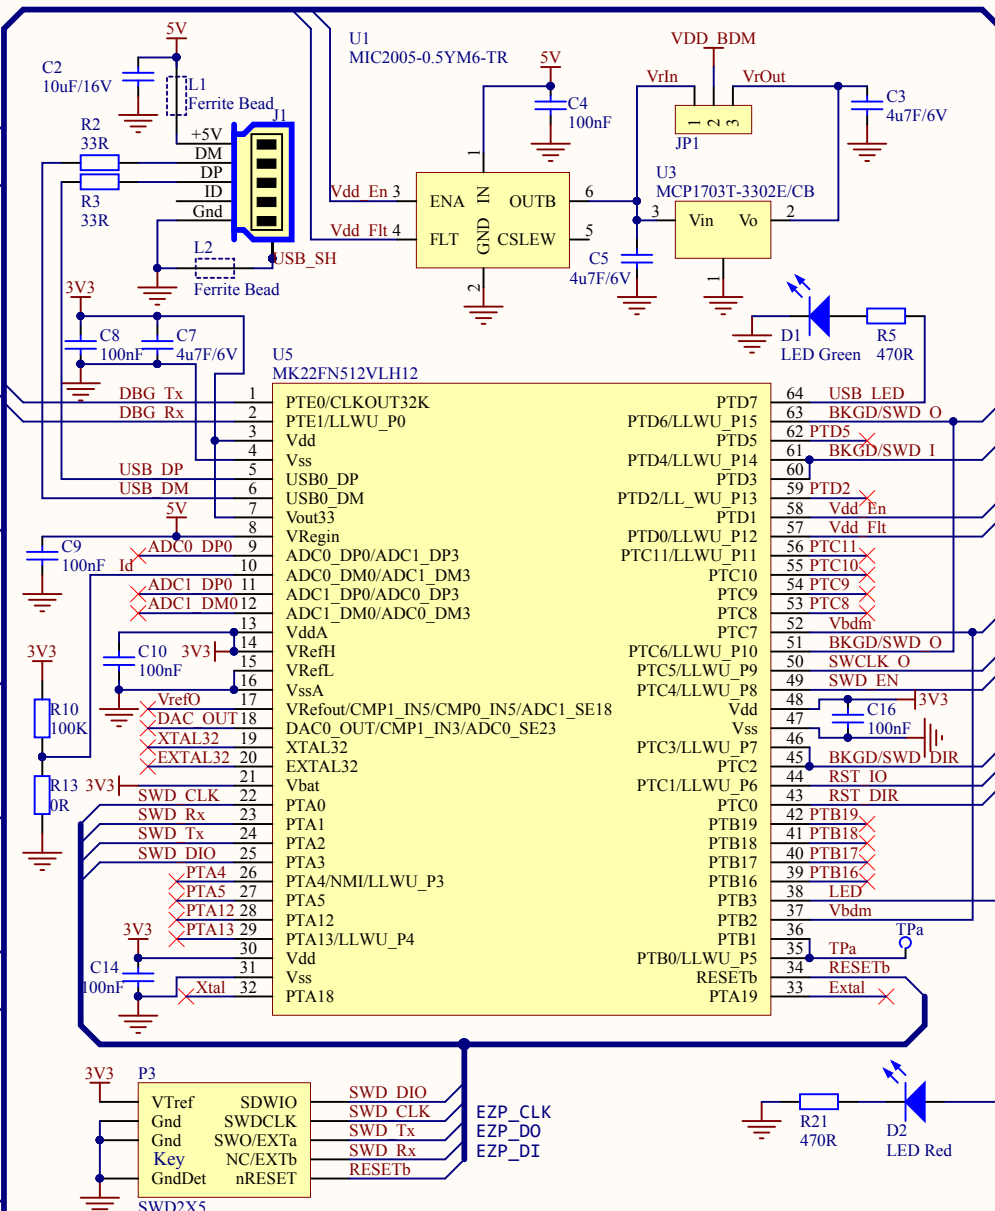 5V
C2
10uF/16V
L1
Ferrite Bead
J1
+5V
DM
DP
ID
Gnd
R2
33R
R3
33R
L2
Ferrite Bead
USB_SH
U1
MIC2005-0.5YM6-TR
5V
C4
100nF
1
Vdd_En 3
Vdd_Flt 4
ENA
FLT
IN
GND
OUTB
CSLEW
6
5
2
VDD_BDM
VrIn
VrOut
1
2
3
JP1
C3
4u7F/6V
U3
MCP1703T-3302E/CB
3
Vin
Vo
2
1
C5
4u7F/6V
D1
LED Green
R5
470R
3V3
C8
100nF
C7
4u7F/6V
U5
MK22FN512VLH12
DBG_Tx 1 PTE0/CLKOUT32K
DBG_Rx 2 PTE1/LLWU_P0
3 Vdd
4 Vss
USB_DP 5 USB0_DP
USB_DM 6 USB0_DM
7 Vout33
5V
8 VRegin
C9
100nF
ADC0_DP0 9 ADC0_DP0/ADC1_DP3
Id 10 ADC0_DM0/ADC1_DM3
ADC1_DP0 11 ADC1_DP0/ADC0_DP3
ADC1_DM0 12 ADC1_DM0/ADC0_DM3
13 VddA
3V3 14 VRefH
15 VRefL
16 VssA
C10
100nF
VrefO 17 VRefout/CMP1_IN5/CMP0_IN5/ADC1_SE18
DAC_OUT 18 DAC0_OUT/CMP1_IN3/ADC0_SE23
XTAL32 19 XTAL32
EXTAL32 20 EXTAL32
3V3 21 Vbat
SWD_CLK 22 PTA0
SWD_Rx 23 PTA1
SWD_Tx 24 PTA2
SWD_DIO 25 PTA3
PTA4 26 PTA4/NMI/LLWU_P3
PTA5 27 PTA5
PTA12 28 PTA12
PTA13 29 PTA13/LLWU_P4
3V3 30 Vdd
31 Vss
Xtal 32 PTA18
3V3
R10
100K
R13
0R
C14
100nF
PTD7 64 USB_LED
PTD6/LLWU_P15 63 BKGD/SWD_O
PTD5 62 PTD5
PTD4/LLWU_P14 61 BKGD/SWD_I
PTD3 60
PTD2/LL_WU_P13 59 PTD2
PTD1 58 Vdd_En
PTD0/LLWU_P12 57 Vdd_Flt
PTC11/LLWU_P11 56 PTC11
PTC10 55 PTC10
PTC9 54 PTC9
PTC8 53 PTC8
PTC7 52 Vbdm
PTC6/LLWU_P10 51 BKGD/SWD_O
PTC5/LLWU_P9 50 SWCLK_O
PTC4/LLWU_P8 49 SWD_EN
Vdd 48 3V3
Vss 47
C16
100nF
PTC3/LLWU_P7 46
PTC2 45 BKGD/SWD_DIR
PTC1/LLWU_P6 44 RST_IO
PTC0 43 RST_DIR
PTB19 42 PTB19
PTB18 41 PTB18
PTB17 40 PTB17
PTB16 39 PTB16
PTB3 38 LED
PTB2 37 Vbdm
PTB1 36
PTB0/LLWU_P5 35 TPa
TPa
RESETb 34 RESETb
PTA19 33 Extal
3V3
P3
VTref SDWIO SWD_DIO
Gnd SWDCLK SWD_CLK EZP_CLK
Gnd SWO/EXTa SWD_Tx EZP_DO
Key NC/EXTb SWD_Rx EZP_DI
GndDet nRESET RESETb
SWD2X5
R21
470R
D2
LED Red